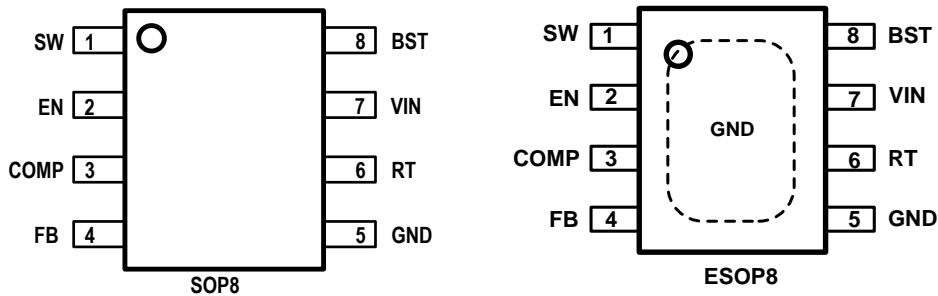 SW 1 8 BST
EN 2 7 VIN
COMP 3 6 RT
FB 4 5 GND
SOP8
SW 1 8 BST
EN 2 7 VIN
GND
COMP 3 6 RT
FB 4 5 GND
ESOP8